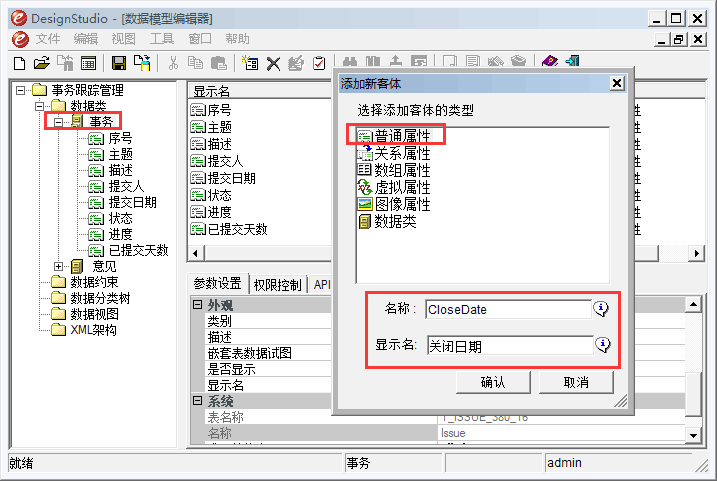 DesignStudio - [数据模型编辑器]
文件 编辑 视图 工具 窗口 帮助
事务跟踪管理
数据类
事务
序号
主题
描述
提交人
提交日期
状态
进度
已提交天数
意见
数据约束
数据分类树
数据视图
XML架构
显示名
序号
主题
描述
提交人
提交日期
状态
进度
已提交天数
性
性
性
性
性
性
性
性
参数设置 权限控制 API
外观
类别
描述
嵌套表数据试图
是否显示
显示名
系统
表名称 T_ISSUE_380_16
名称 Issue
添加新客体
选择添加客体的类型
普通属性
关系属性
数组属性
虚拟属性
图像属性
数据类
名称: CloseDate
显示名: 关闭日期
确认 取消
就绪 事务 admin